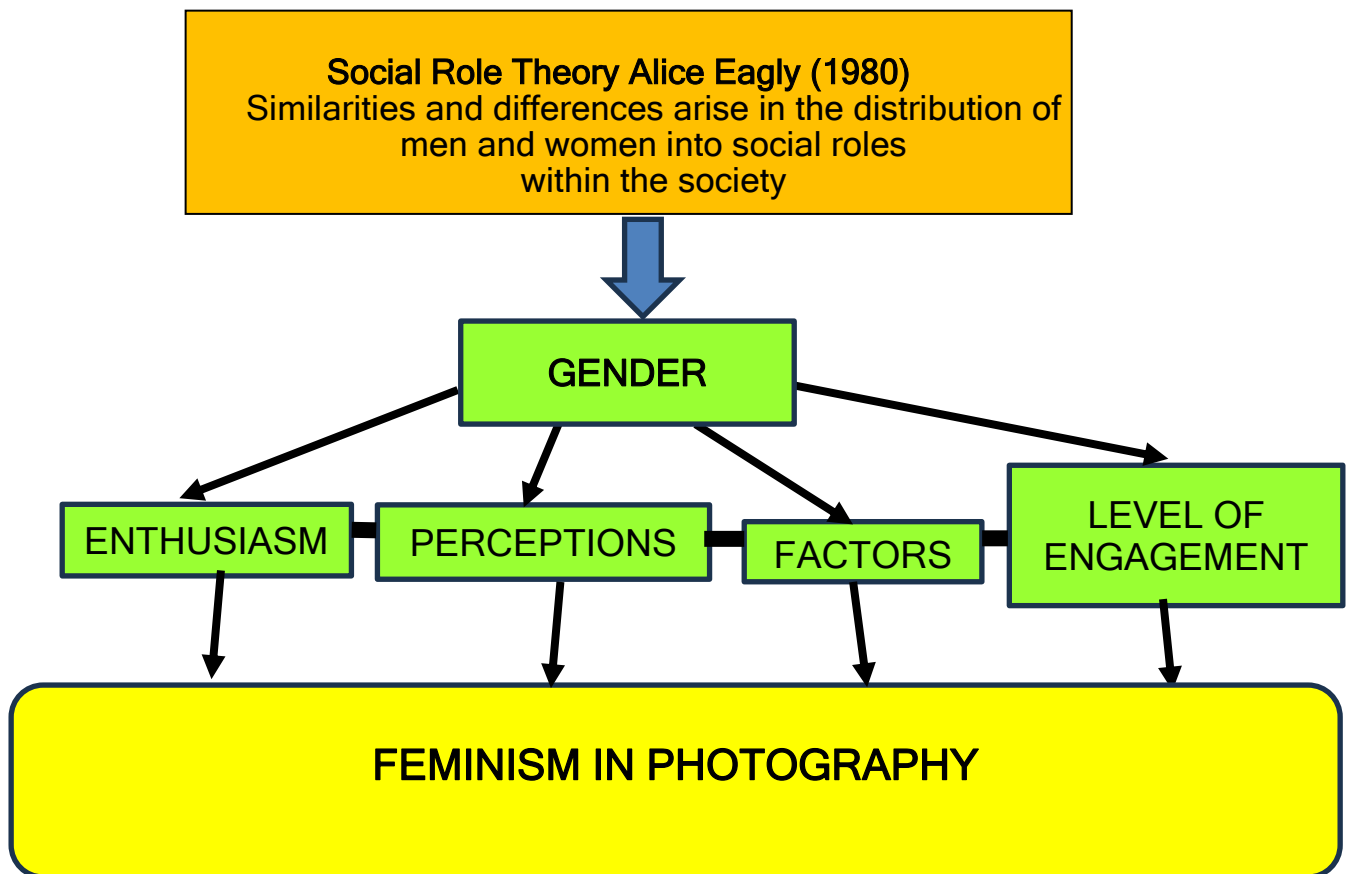 Social Role Theory Alice Eagly (1980)
Similarities and differences arise in the distribution of
men and women into social roles
within the society
GENDER
ENTHUSIASM
PERCEPTIONS
FACTORS
LEVEL OF
ENGAGEMENT
FEMINISM IN PHOTOGRAPHY